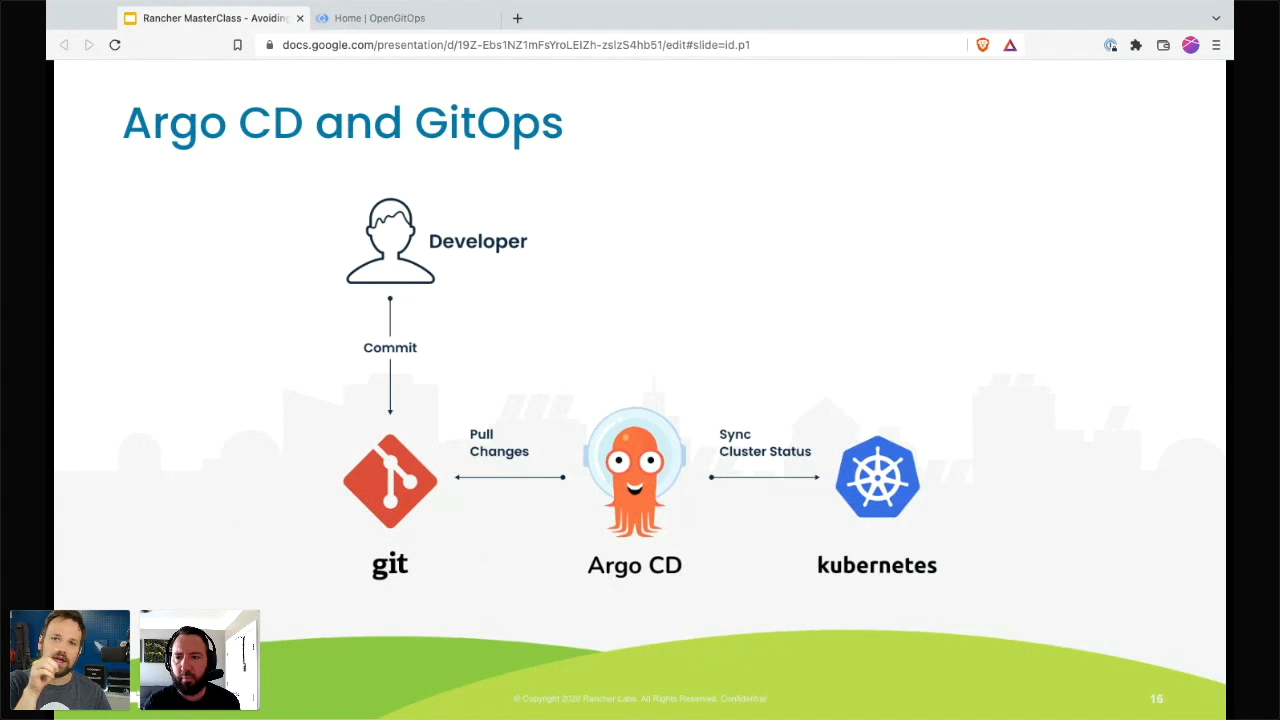 Rancher MasterClass - Avoiding
Home | OpenGitOps
docs.google.com/presentation/d/19Z-Ebs1NZ1mFsYroLEIZh-zslzS4hb51/edit#slide=id.p1
Argo CD and GitOps
Developer
Commit
Pull
Changes
Sync
Cluster Status
git
Argo CD
kubernetes
© Copyright 2020 Rancher Labs. All Rights Reserved. Confidential
16